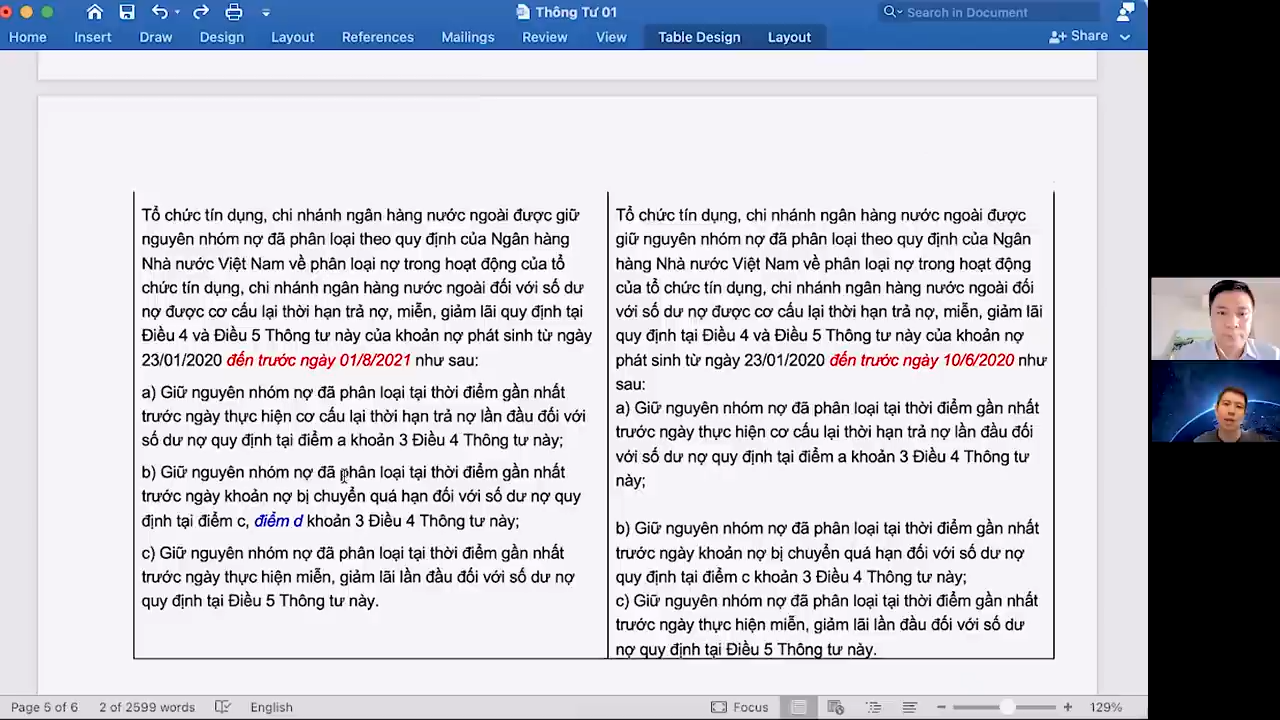 Thông Tư 01
Search in Document
Home Insert Draw Design Layout References Mailings Review View Table Design Layout Share
Tổ chức tín dụng, chi nhánh ngân hàng nước ngoài được giữ
nguyên nhóm nợ đã phân loại theo quy định của Ngân hàng
Nhà nước Việt Nam về phân loại nợ trong hoạt động của tổ
chức tín dụng, chi nhánh ngân hàng nước ngoài đối với số dư
nợ được cơ cấu lại thời hạn trả nợ, miễn, giảm lãi quy định tại
Điều 4 và Điều 5 Thông tư này của khoản nợ phát sinh từ ngày
23/01/2020 đến trước ngày 01/8/2021 như sau:
a) Giữ nguyên nhóm nợ đã phân loại tại thời điểm gần nhất
trước ngày thực hiện cơ cấu lại thời hạn trả nợ lần đầu đối với
số dư nợ quy định tại điểm a khoản 3 Điều 4 Thông tư này;
b) Giữ nguyên nhóm nợ đã phân loại tại thời điểm gần nhất
trước ngày khoản nợ bị chuyển quá hạn đối với số dư nợ quy
định tại điểm c, điểm d khoản 3 Điều 4 Thông tư này;
c) Giữ nguyên nhóm nợ đã phân loại tại thời điểm gần nhất
trước ngày thực hiện miễn, giảm lãi lần đầu đối với số dư nợ
quy định tại Điều 5 Thông tư này.
Tổ chức tín dụng, chi nhánh ngân hàng nước ngoài được
giữ nguyên nhóm nợ đã phân loại theo quy định của Ngân
hàng Nhà nước Việt Nam về phân loại nợ trong hoạt động
của tổ chức tín dụng, chi nhánh ngân hàng nước ngoài đối
với số dư nợ được cơ cấu lại thời hạn trả nợ, miễn, giảm lãi
quy định tại Điều 4 và Điều 5 Thông tư này của khoản nợ
phát sinh từ ngày 23/01/2020 đến trước ngày 10/6/2020 như
sau:
a) Giữ nguyên nhóm nợ đã phân loại tại thời điểm gần nhất
trước ngày thực hiện cơ cấu lại thời hạn trả nợ lần đầu đối
với số dư nợ quy định tại điểm a khoản 3 Điều 4 Thông tư
này;
b) Giữ nguyên nhóm nợ đã phân loại tại thời điểm gần nhất
trước ngày khoản nợ bị chuyển quá hạn đối với số dư nợ
quy định tại điểm c khoản 3 Điều 4 Thông tư này;
c) Giữ nguyên nhóm nợ đã phân loại tại thời điểm gần nhất
trước ngày thực hiện miễn, giảm lãi lần đầu đối với số dư
nợ quy định tại Điều 5 Thông tư này.
Page 5 of 6 2 of 2599 words English Focus 129%